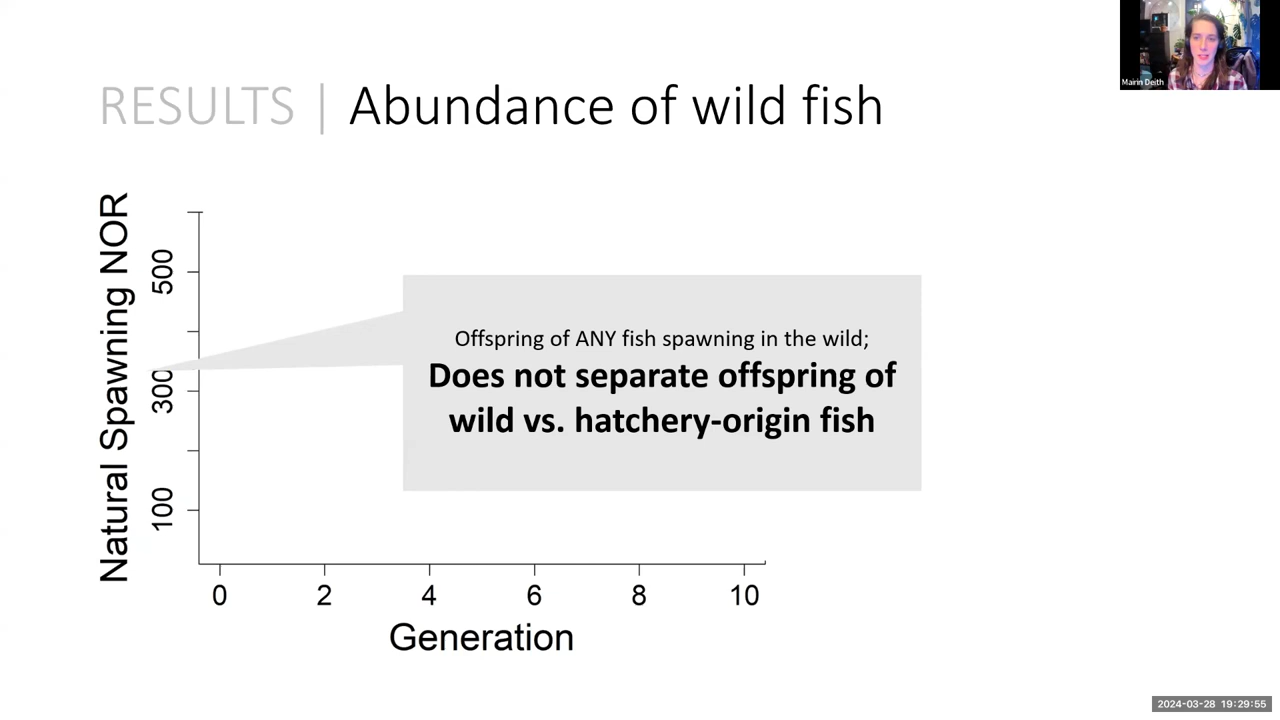 Mairin Deith
RESULTS | Abundance of wild fish
Natural Spawning NOR
500
300
100
Offspring of ANY fish spawning in the wild;
Does not separate offspring of
wild vs. hatchery-origin fish
0 2 4 6 8 10
Generation
2024-03-28 19:29:55